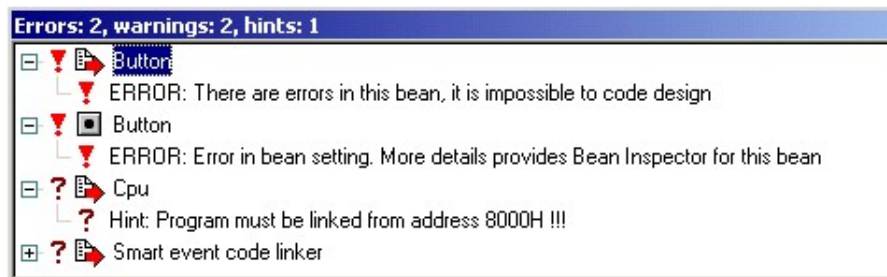 Errors: 2, warnings: 2, hints: 1
Button
ERROR: There are errors in this bean, it is impossible to code design
Button
ERROR: Error in bean setting. More details provides Bean Inspector for this bean
Cpu
Hint: Program must be linked from address 8000H !!!
Smart event code linker